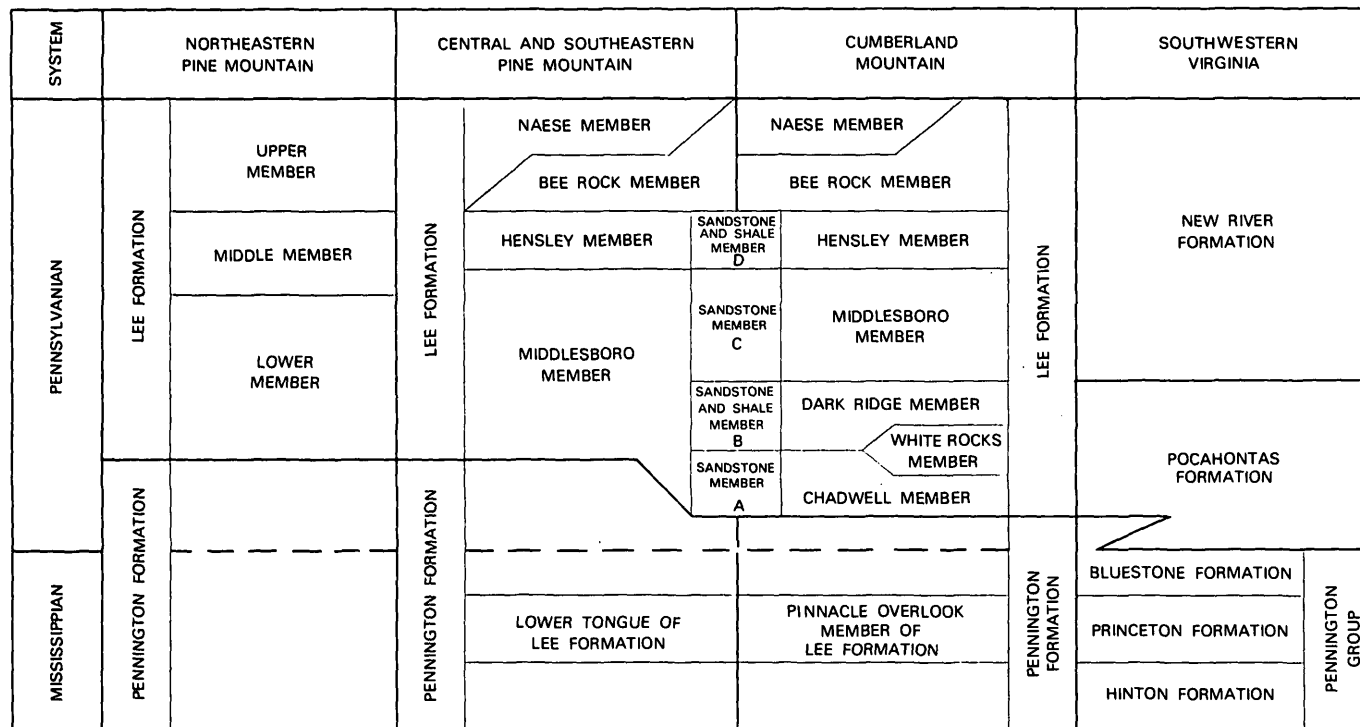 SYSTEM
NORTHEASTERN
PINE MOUNTAIN
CENTRAL AND SOUTHEASTERN
PINE MOUNTAIN
CUMBERLAND
MOUNTAIN
SOUTHWESTERN
VIRGINIA
PENNSYLVANIAN
MISSISSIPPIAN
LEE FORMATION
PENNINGTON FORMATION
UPPER
MEMBER
MIDDLE MEMBER
LOWER
MEMBER
LEE FORMATION
PENNINGTON FORMATION
NAESE MEMBER
BEE ROCK MEMBER
HENSLEY MEMBER
MIDDLESBORO
MEMBER
LOWER TONGUE OF
LEE FORMATION
SANDSTONE
AND SHALE
MEMBER
D
SANDSTONE
MEMBER
C
SANDSTONE
AND SHALE
MEMBER
B
SANDSTONE
MEMBER
A
NAESE MEMBER
BEE ROCK MEMBER
HENSLEY MEMBER
MIDDLESBORO
MEMBER
DARK RIDGE MEMBER
WHITE ROCKS
MEMBER
CHADWELL MEMBER
PINNACLE OVERLOOK
MEMBER OF
LEE FORMATION
LEE FORMATION
PENNINGTON
FORMATION
NEW RIVER
FORMATION
POCAHONTAS
FORMATION
BLUESTONE FORMATION
PRINCETON FORMATION
HINTON FORMATION
PENNINGTON
GROUP